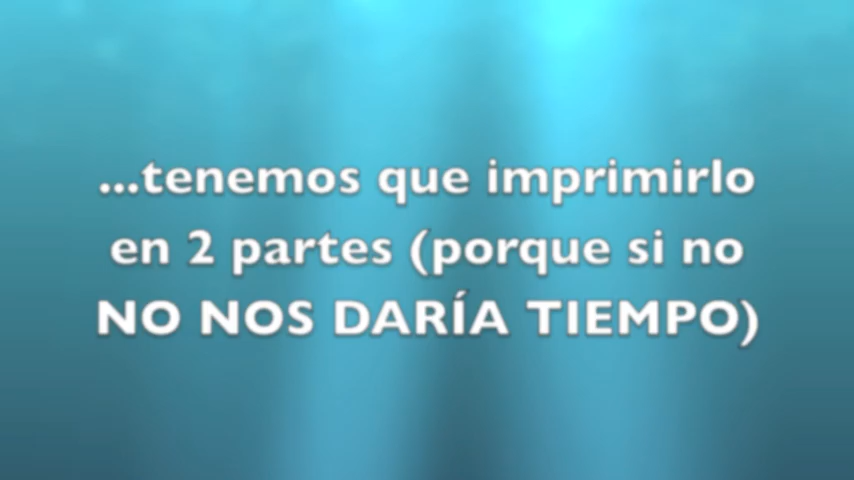 ...tenemos que imprimirlo
en 2 partes (porque si no
NO NOS DARÍA TIEMPO)